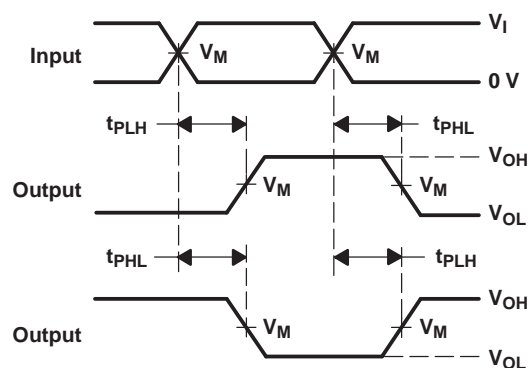 V_I
Input V_M V_M
0 V
t_PLH t_PHL
V_OH
Output V_M V_M
V_OL
t_PHL t_PLH
V_OH
Output V_M V_M
V_OL